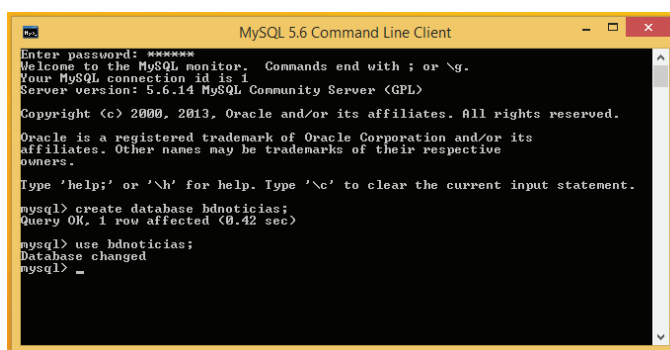 MySQL 5.6 Command Line Client
Enter password: ******
Welcome to the MySQL monitor.  Commands end with ; or \g.
Your MySQL connection id is 1
Server version: 5.6.14 MySQL Community Server (GPL)
Copyright (c) 2000, 2013, Oracle and/or its affiliates. All rights reserved.
Oracle is a registered trademark of Oracle Corporation and/or its
affiliates. Other names may be trademarks of their respective
owners.
Type 'help;' or '\h' for help. Type '\c' to clear the current input statement.
mysql> create database bdnoticias;
Query OK, 1 row affected (0.42 sec)
mysql> use bdnoticias;
Database changed
mysql> _